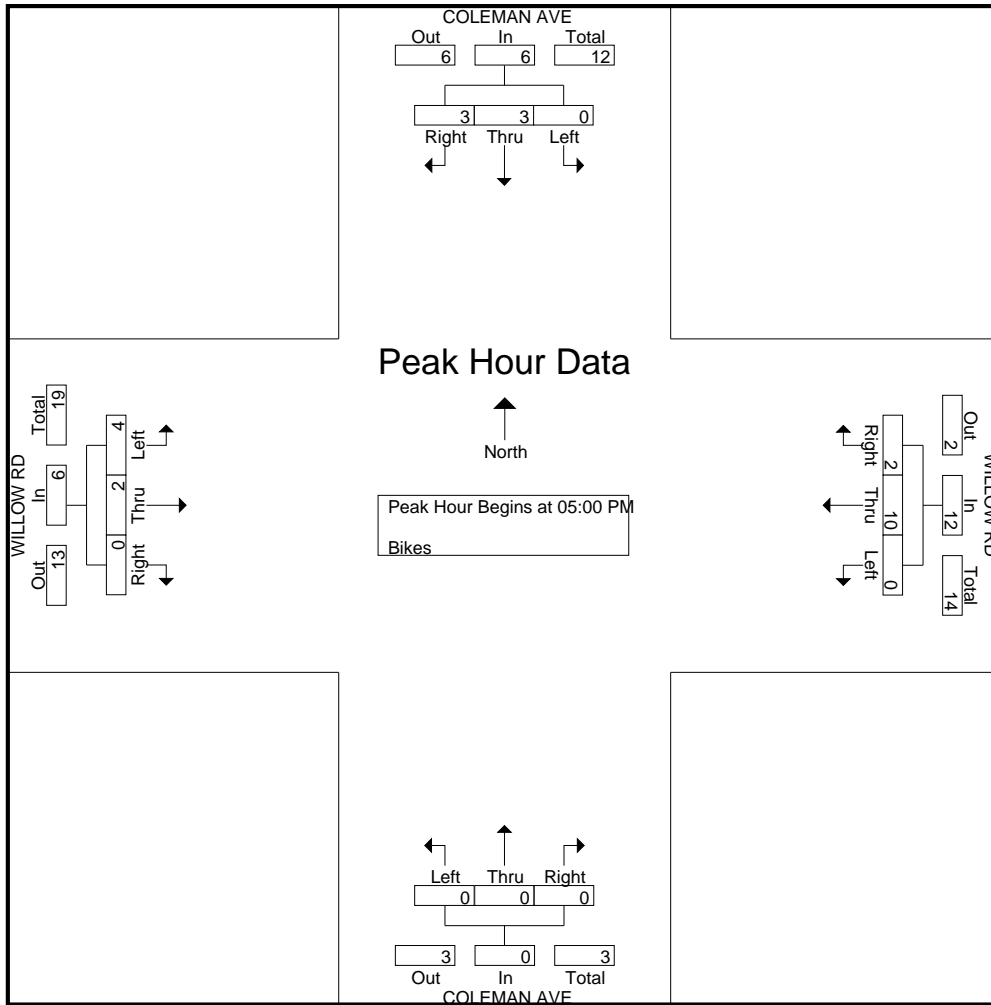 COLEMAN AVE
Out In Total
6 6 12
3 3 0
Right Thru Left
Peak Hour Data
North
Peak Hour Begins at 05:00 PM
Bikes
WILLOW RD
Total In Out
19 6 13
4 2 0
Left Thru Right
WILLOW RD
Out In Total
2 12 14
2 10 0
Right Thru Left
Left Thru Right
0 0 0
3 0 3
Out In Total
COLEMAN AVE